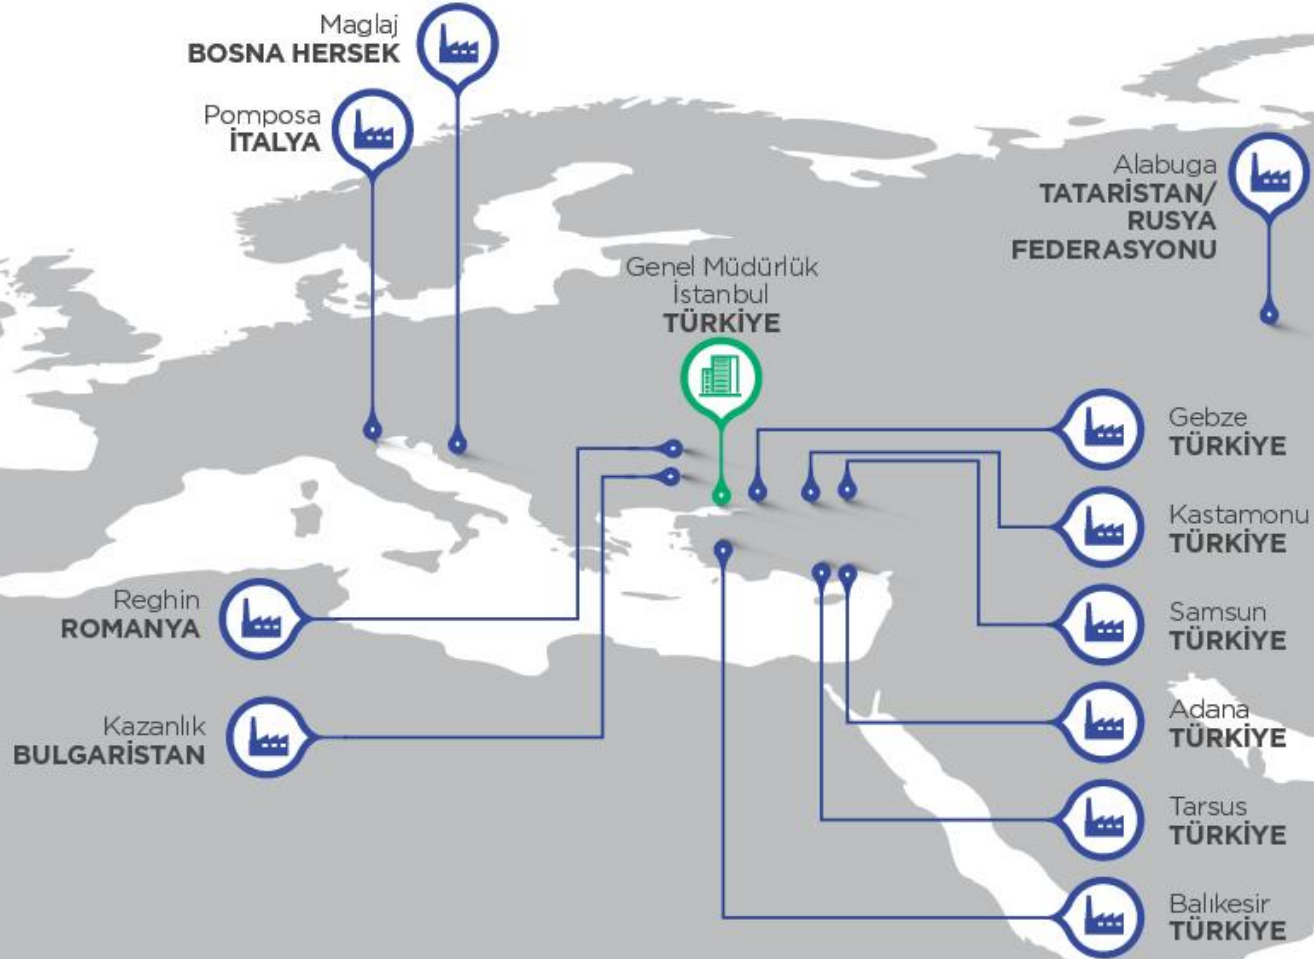 Maglaj
BOSNA HERSEK
Pomposa
İTALYA
Alabuga
TATARİSTAN/
RUSYA
FEDERASYONU
Genel Müdürlük
İstanbul
TÜRKİYE
Gebze
TÜRKİYE
Kastamonu
TÜRKİYE
Reghin
ROMANYA
Samsun
TÜRKİYE
Kazanlık
BULGARİSTAN
Adana
TÜRKİYE
Tarsus
TÜRKİYE
Balıkesir
TÜRKİYE